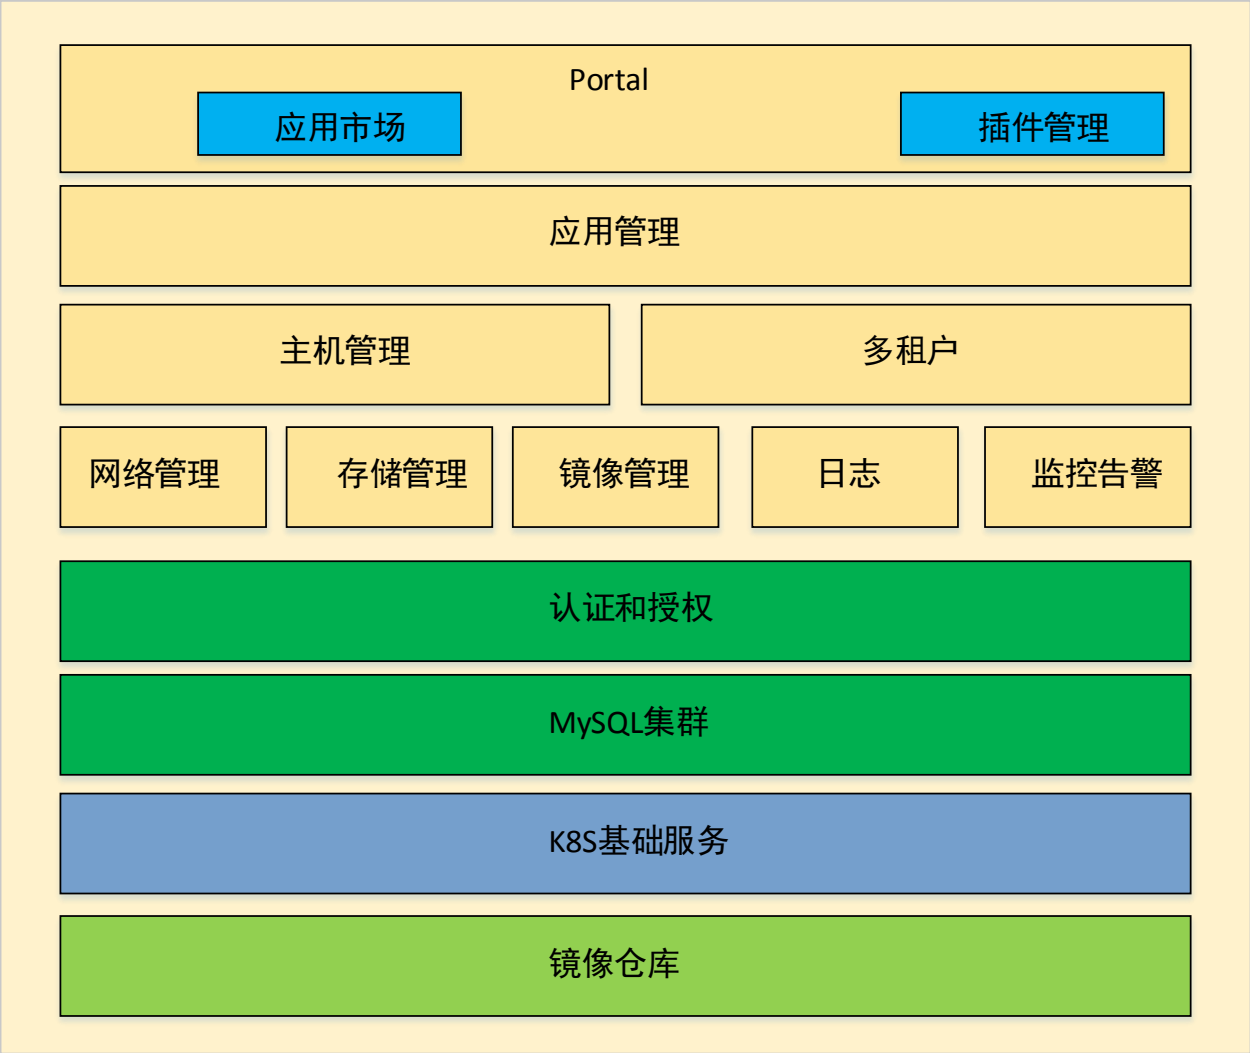 Portal
应用市场
插件管理
应用管理
主机管理
多租户
网络管理
存储管理
镜像管理
日志
监控告警
认证和授权
MySQL集群
K8S基础服务
镜像仓库